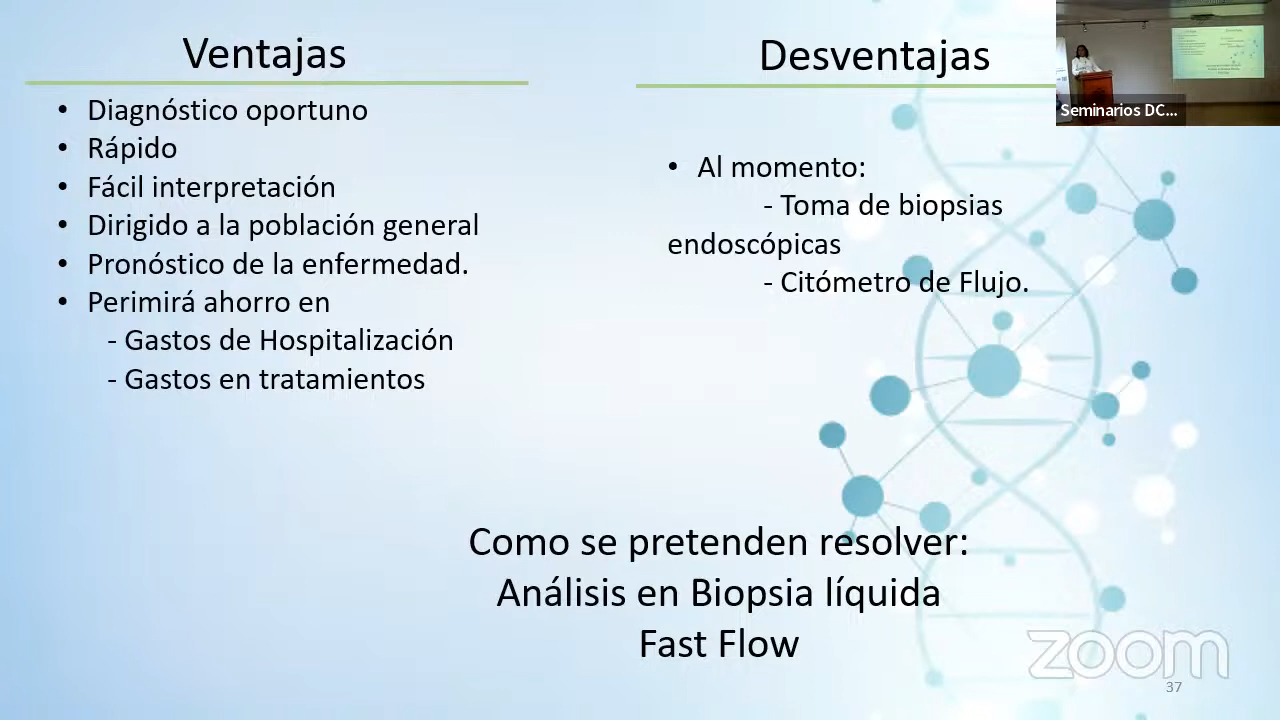 Ventajas
• Diagnóstico oportuno
• Rápido
• Fácil interpretación
• Dirigido a la población general
• Pronóstico de la enfermedad.
• Perimirá ahorro en
- Gastos de Hospitalización
- Gastos en tratamientos
Desventajas
• Al momento:
- Toma de biopsias
endoscópicas
- Citómetro de Flujo.
Como se pretenden resolver:
Análisis en Biopsia líquida
Fast Flow
Seminarios DC...
zoom
37